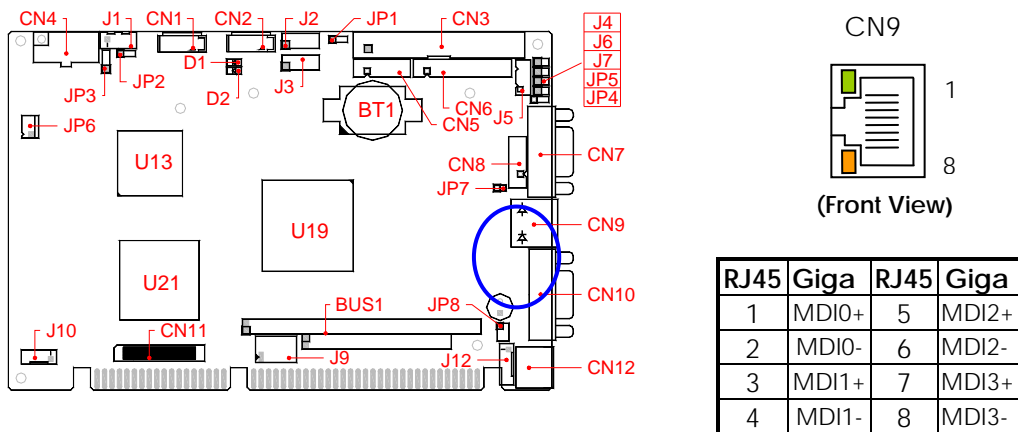 CN4 J1 CN1 CN2 J2 JP1 CN3
J4
J6
J7
JP5
JP4
JP3 JP2 D1
D2 J3
BT1 CN6
CN5 J5
JP6
U13
CN8 CN7
JP7
U19 CN9
U21
CN10
BUS1 JP8
J10 CN11 J9 J12 CN12
CN9
1
8
(Front View)
RJ45 Giga RJ45 Giga
1 MDI0+ 5 MDI2+
2 MDI0- 6 MDI2-
3 MDI1+ 7 MDI3+
4 MDI1- 8 MDI3-